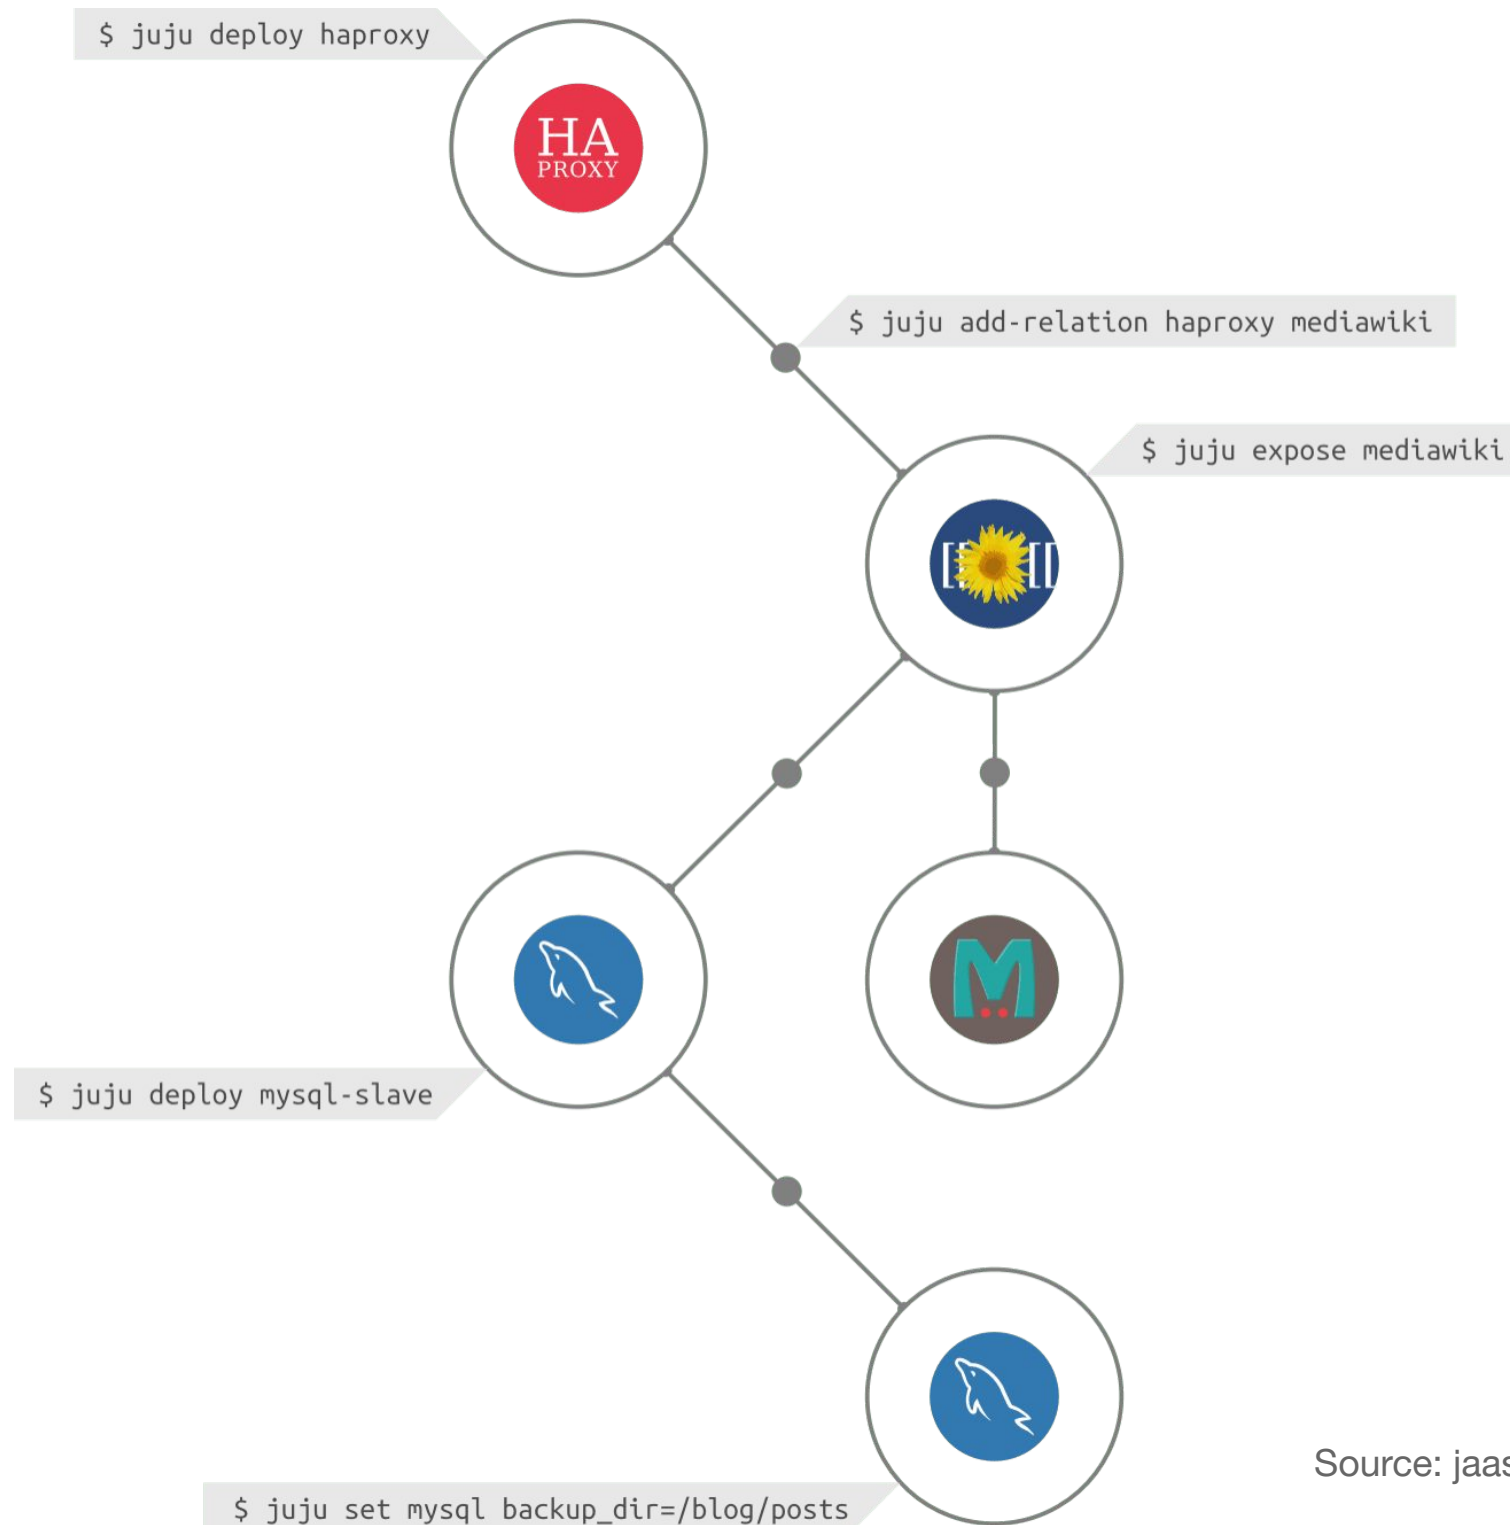 $ juju deploy haproxy
HA
PROXY
$ juju add-relation haproxy mediawiki
$ juju expose mediawiki
[[
[[
M
$ juju deploy mysql-slave
Source: jaas
$ juju set mysql backup_dir=/blog/posts